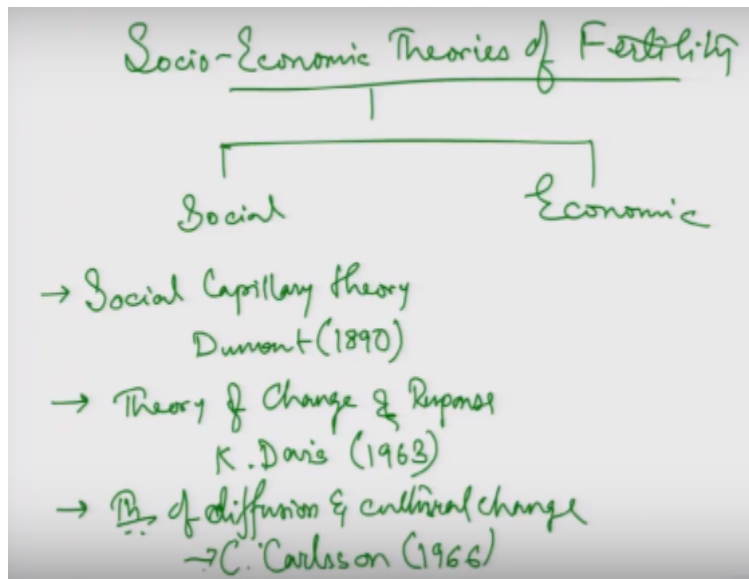 Socio-Economic Theories of Fertility
Social Economic
→ Social Capillary theory
Dumont (1890)
→ Theory of Change & Response
K. Davis (1963)
→ Th. of diffusion & cultural change
→ C. Carlsson (1966)